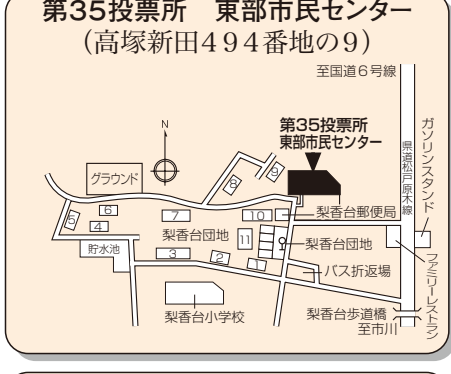 第35投票所　東部市民センター
（高塚新田４９４番地の９）
至国道６号線
N
第35投票所
東部市民センター
ガソリンスタンド
県道松戸原木線
グラウンド
9
8
梨香台郵便局
5
6
7
10
4
梨香台団地
11
梨香台団地
貯水池
3
2
1
バス折返場
ファミリーレストラン
梨香台小学校
梨香台歩道橋
至市川